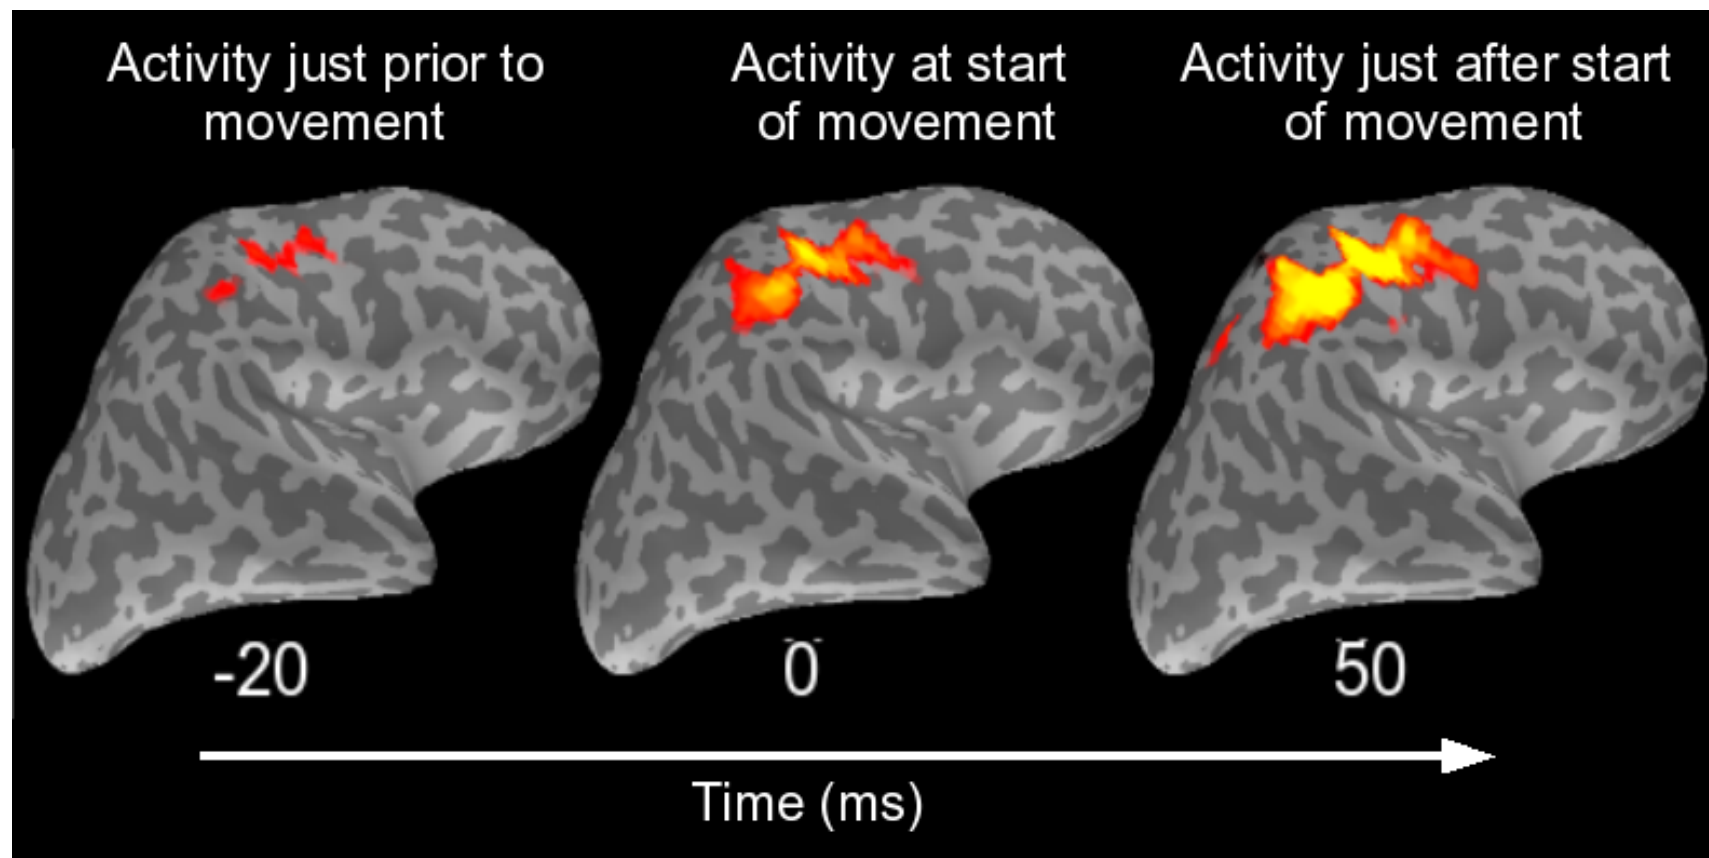 Activity just prior to
movement
Activity at start
of movement
Activity just after start
of movement
-20
0
50
Time (ms)